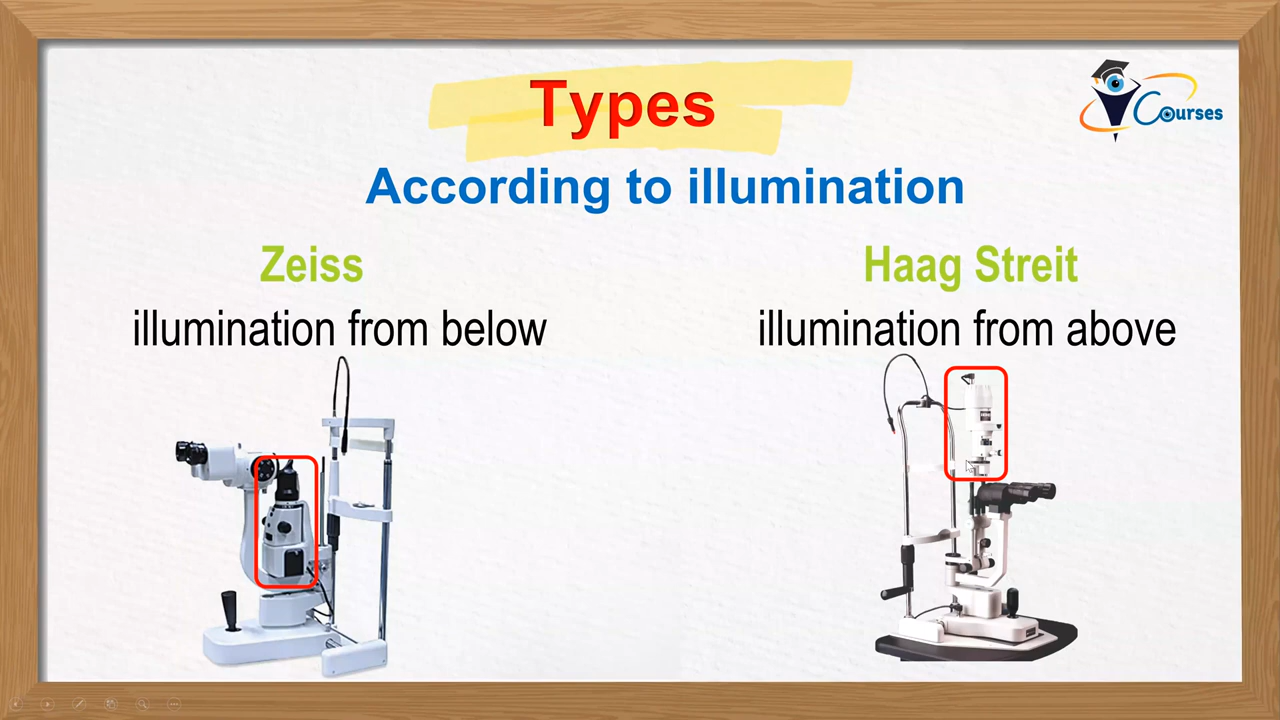 Types
Courses
According to illumination
Zeiss
Haag Streit
illumination from below
illumination from above